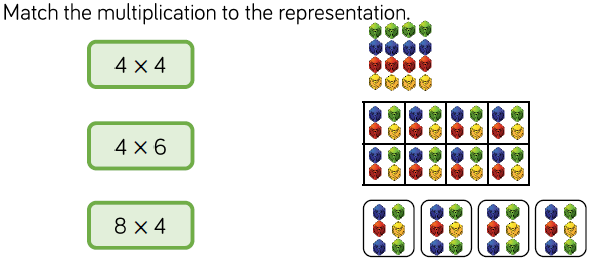 Match the multiplication to the representation.
4 × 4
4 × 6
8 × 4